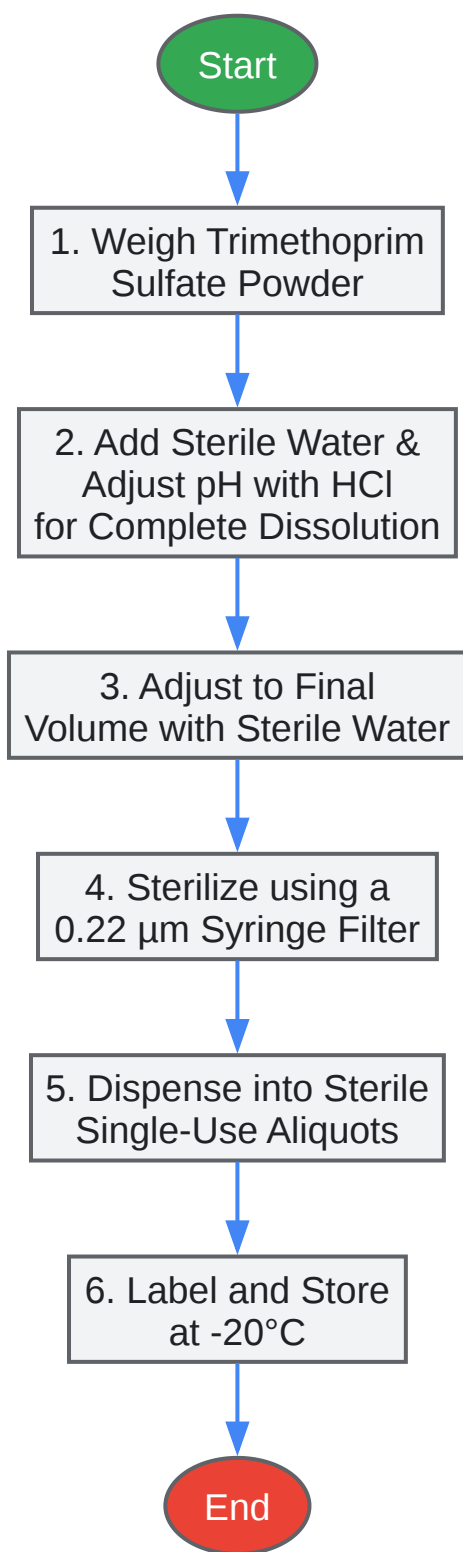 Start
1. Weigh Trimethoprim
Sulfate Powder
2. Add Sterile Water &
Adjust pH with HCl
for Complete Dissolution
3. Adjust to Final
Volume with Sterile Water
4. Sterilize using a
0.22 µm Syringe Filter
5. Dispense into Sterile
Single-Use Aliquots
6. Label and Store
at -20°C
End